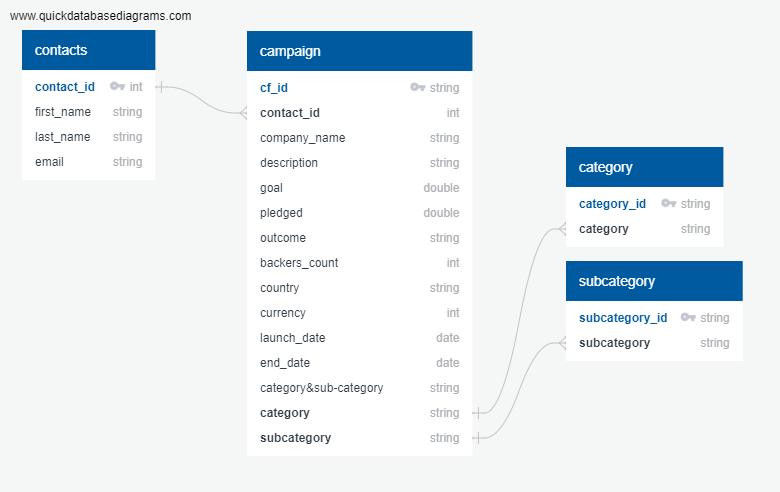 www.quickdatabasediagrams.com
contacts
contact_id int
first_name string
last_name string
email string
campaign
cf_id string
contact_id int
company_name string
description string
goal double
pledged double
outcome string
backers_count int
country string
currency int
launch_date date
end_date date
category&sub-category string
category string
subcategory string
category
category_id string
category string
subcategory
subcategory_id string
subcategory string